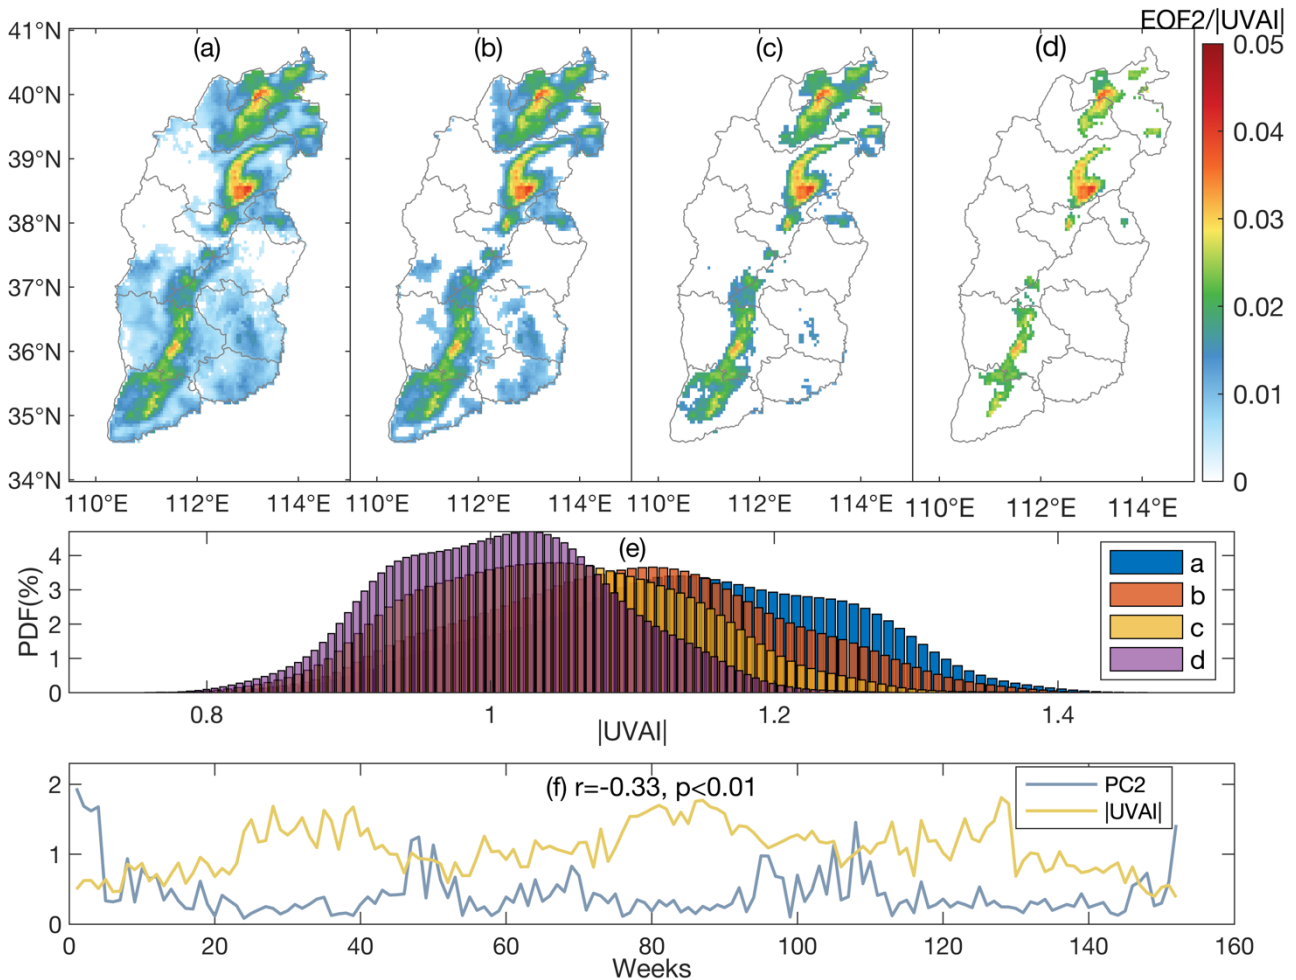 EOF2/|UVAI|
41°N
40°N
39°N
38°N
37°N
36°N
35°N
34°N
(a) (b) (c) (d)
0.05
0.04
0.03
0.02
0.01
0
110°E 112°E 114°E 110°E 112°E 114°E 110°E 112°E 114°E 110°E 112°E 114°E
(e)
PDF(%)
4
3
2
1
0
a
b
c
d
0.8 1 1.2 1.4
|UVAI|
(f) r=-0.33, p<0.01
PC2
|UVAI|
2
1
0
0 20 40 60 80 100 120 140 160
Weeks